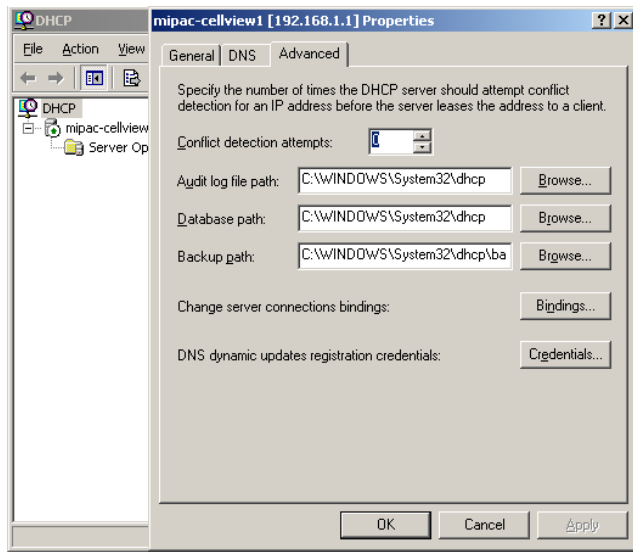 DHCP
File Action View
DHCP
mipac-cellview
Server Op
mipac-cellview1 [192.168.1.1] Properties
General DNS Advanced
Specify the number of times the DHCP server should attempt conflict
detection for an IP address before the server leases the address to a client.
Conflict detection attempts: 0
Audit log file path: C:\WINDOWS\System32\dhcp Browse...
Database path: C:\WINDOWS\System32\dhcp Browse...
Backup path: C:\WINDOWS\System32\dhcp\ba Browse...
Change server connections bindings: Bindings...
DNS dynamic updates registration credentials: Credentials...
OK Cancel Apply